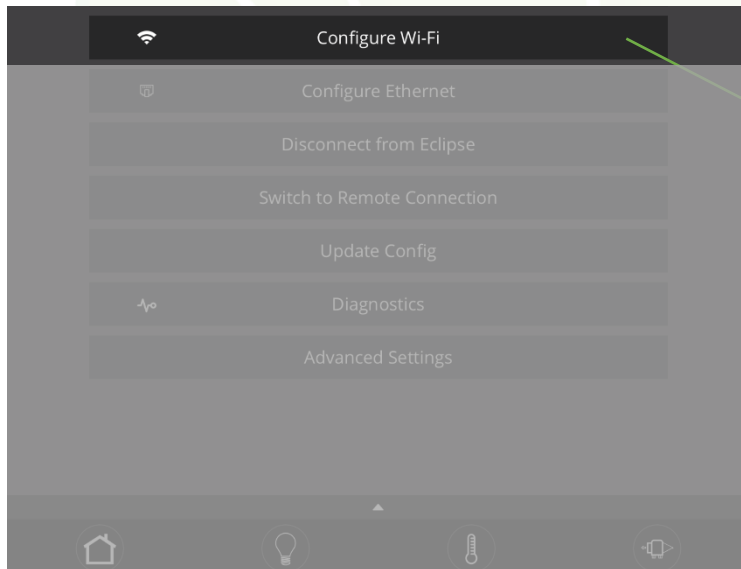 Configure Wi-Fi
Configure Ethernet
Disconnect from Eclipse
Switch to Remote Connection
Update Config
Diagnostics
Advanced Settings